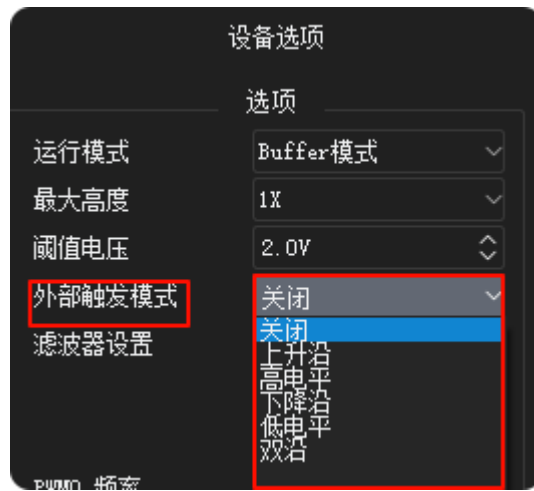 设备选项
选项
运行模式 Buffer模式
最大高度 1X
阈值电压 2.0V
外部触发模式 关闭
关闭
上升沿
高电平
下降沿
低电平
双沿
滤波器设置
PWM0 频率